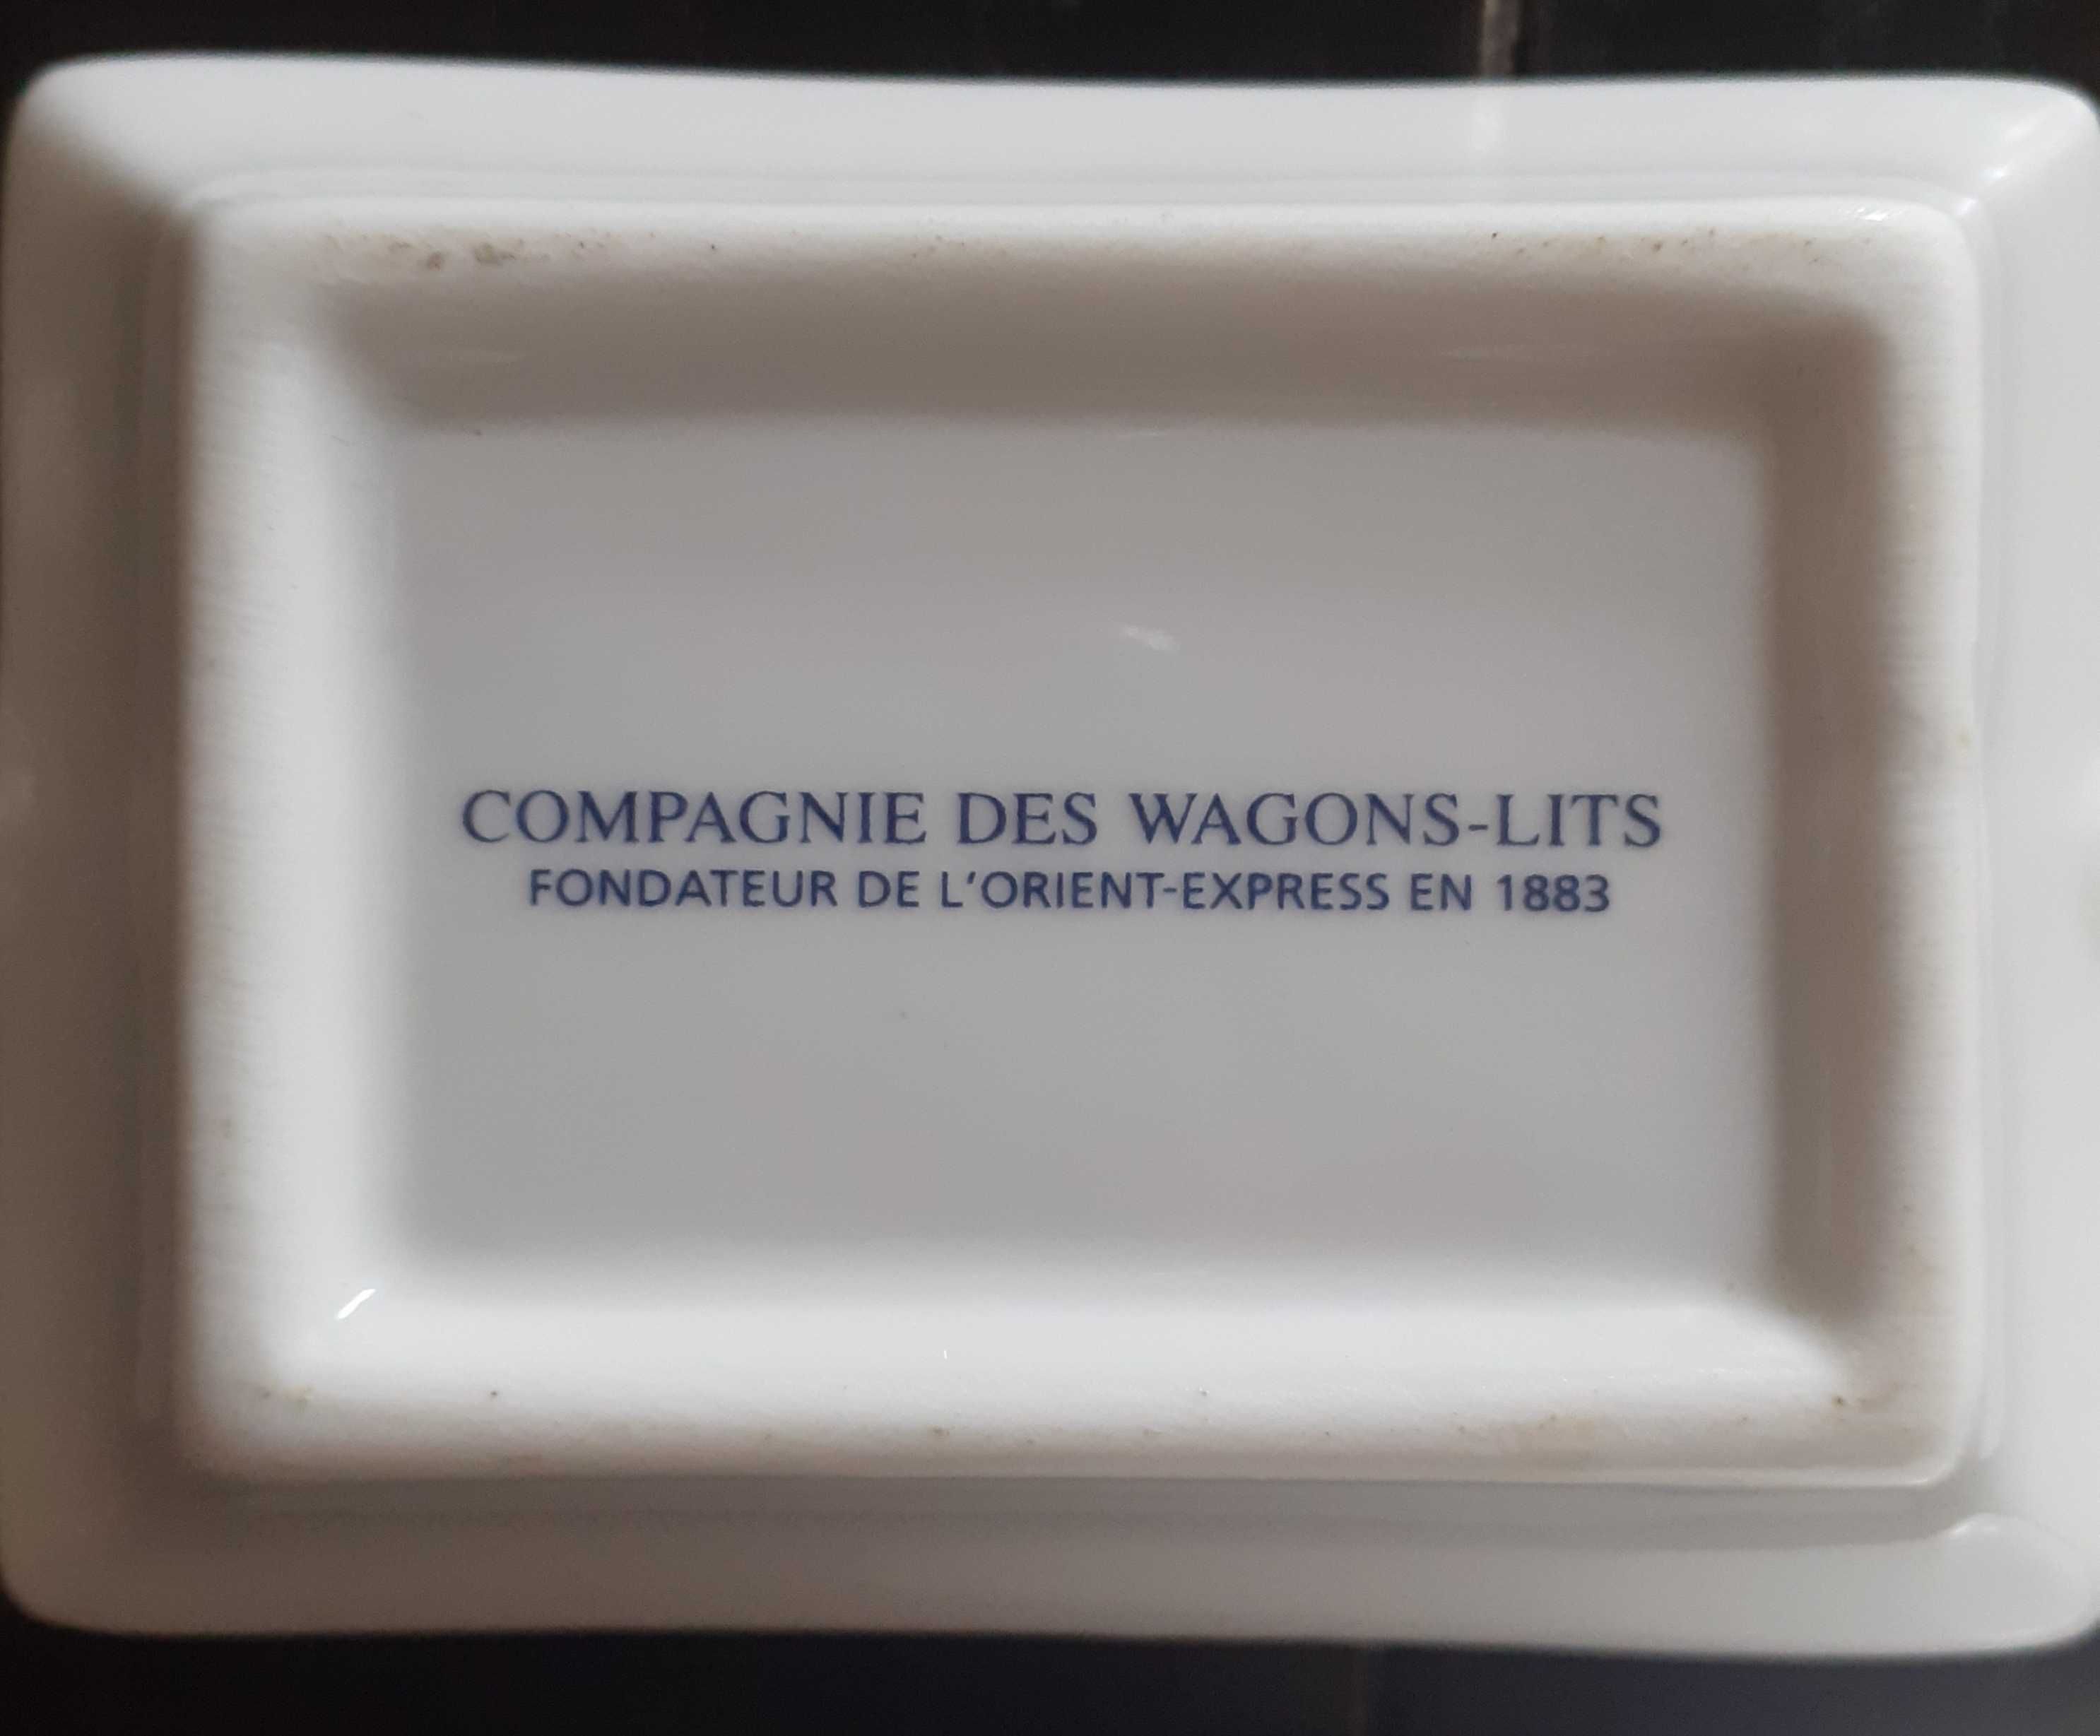 COMPAGNIE DES WAGONS-LITS
FONDATEUR DE L'ORIENT-EXPRESS EN 1883